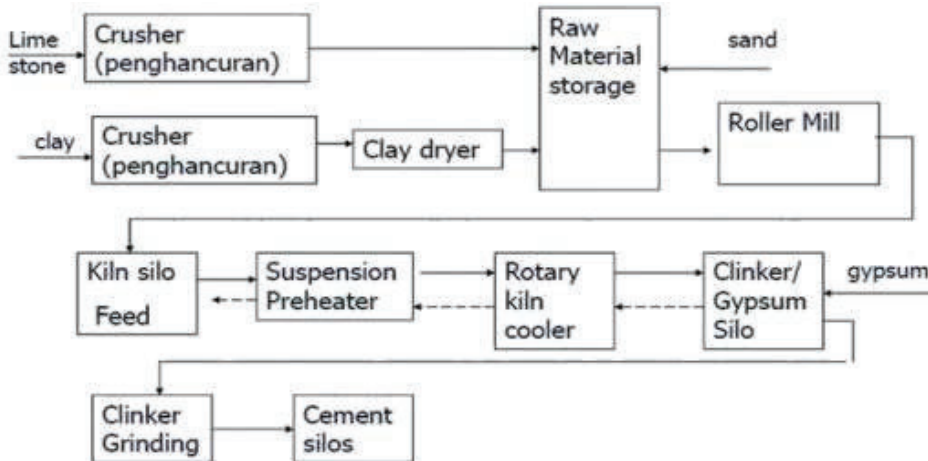 Lime
stone
Crusher
(penghancuran)
Raw
Material
storage
sand
clay
Crusher
(penghancuran)
Clay dryer
Roller Mill
Kiln silo
Feed
Suspension
Preheater
Rotary
kiln
cooler
Clinker/
Gypsum
Silo
gypsum
Clinker
Grinding
Cement
silos